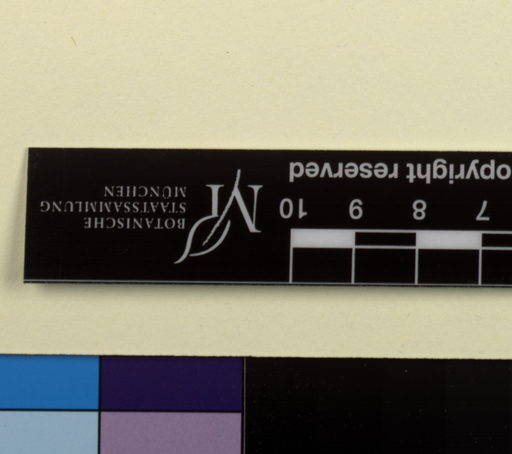 BOTANISCHE
STAATSSAMMLUNG
MÜNCHEN
M
7 8 9 10
opyright reserved